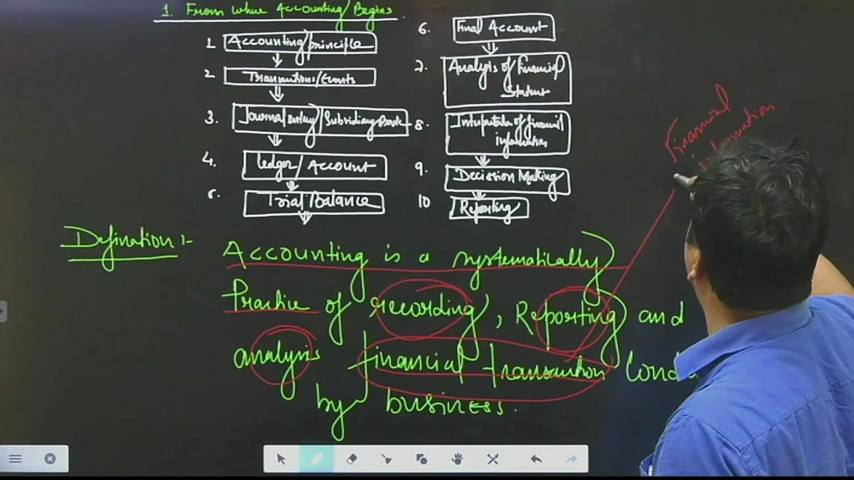 1. From where Accounting/Begins
1 Accounting/principle
2 Transactions/Events
3. Journal entry/Subsidiary Book
4. Ledger/Account
5. Trial Balance
6. Final Account
7. Analysis of financial
Statement
8. Interpretation of financial
information
9. Decision Making
10 Reporting
Financial
Defination:-
Accounting is a systematically
Practice of recording, Reporting and
analysis financial transaction
by business.